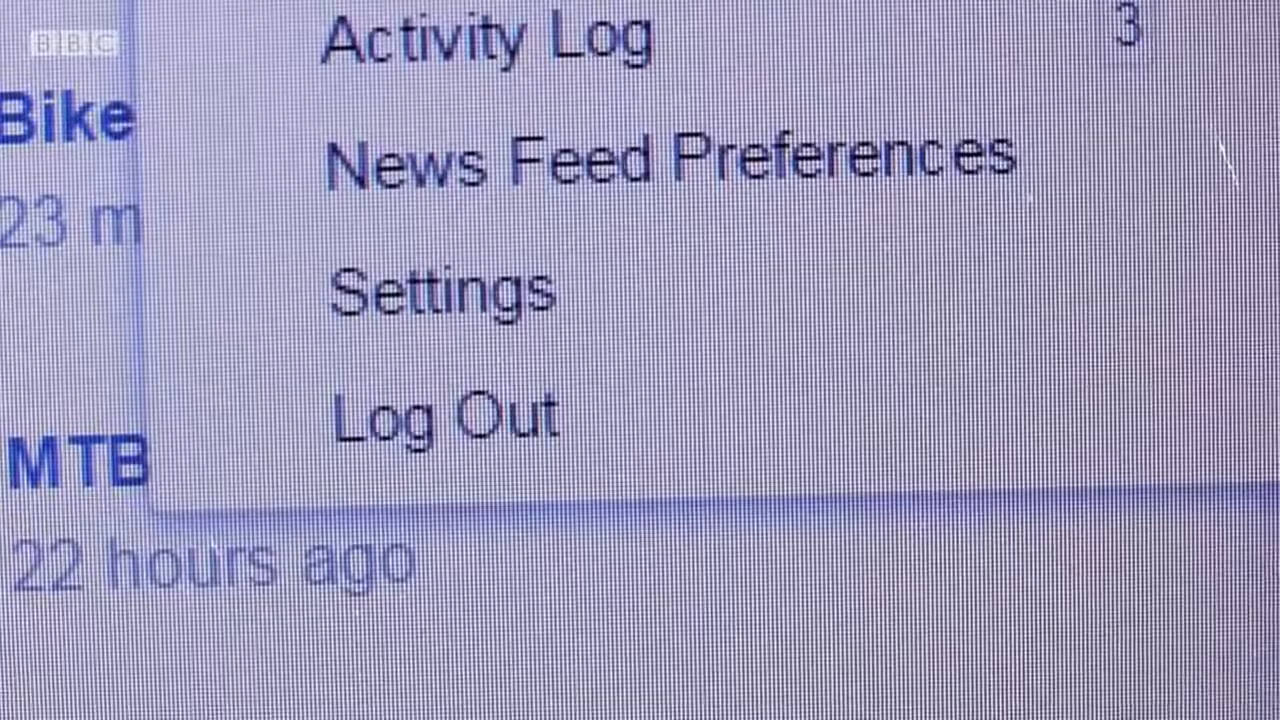 BBC
Activity Log 3
Bike
News Feed Preferences
23 m
Settings
Log Out
MTB
22 hours ago